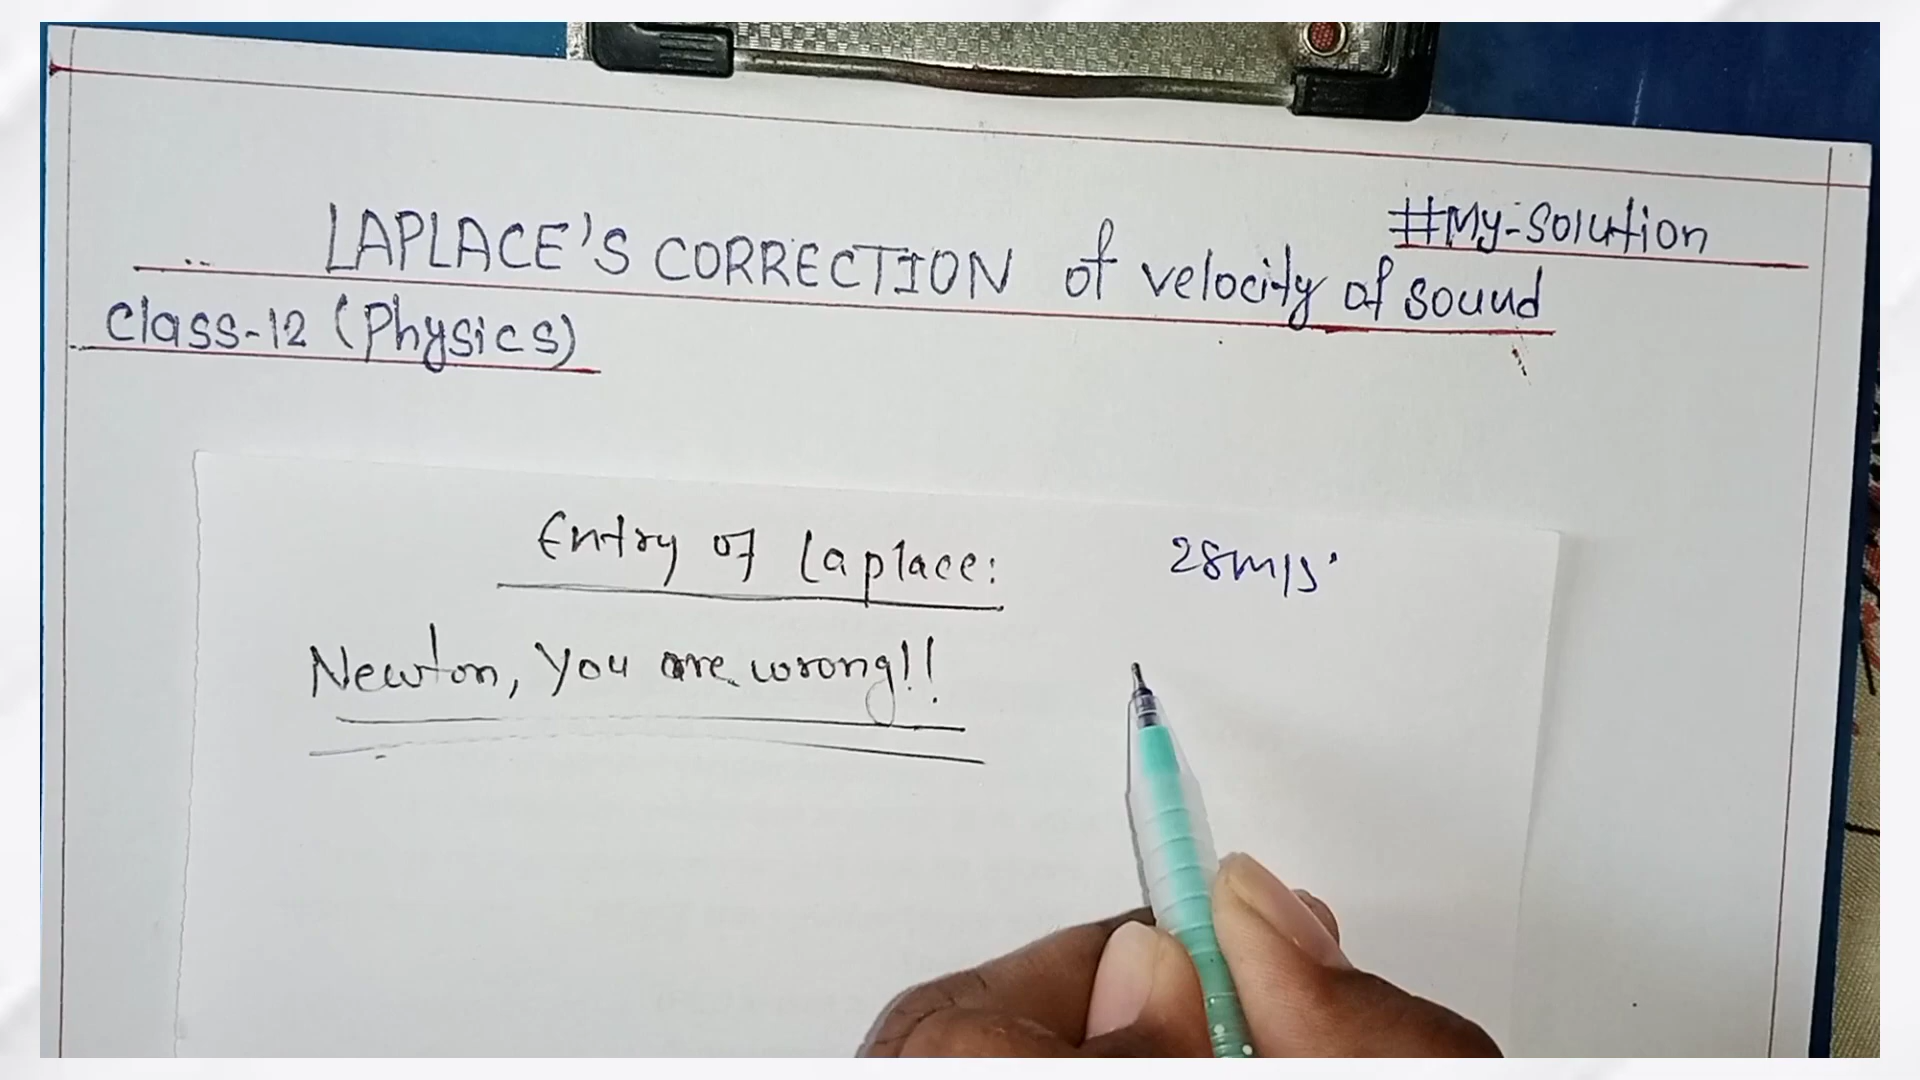 #My-Solution
LAPLACE'S CORRECTION of velocity of sound
class-12 (Physics)
Entry of Laplace:
28m/s.
Newton, You are wrong!!